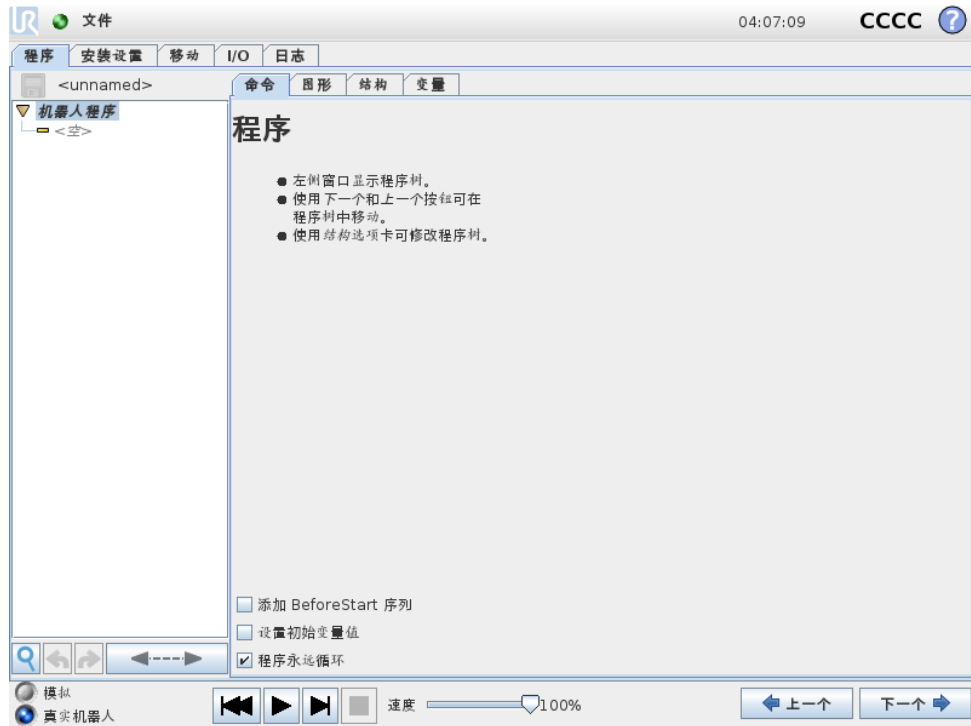 UR 文件 04:07:09 CCCC ?
程序 安装设置 移动 I/O 日志
<unnamed> 命令 图形 结构 变量
机器人程序
<空>
程序
左侧窗口显示程序树。
使用下一个和上一个按钮可在
程序树中移动。
使用结构选项卡可修改程序树。
添加 BeforeStart 序列
设置初始变量值
程序永远循环
模拟
真实机器人
速度 100% 上一个 下一个